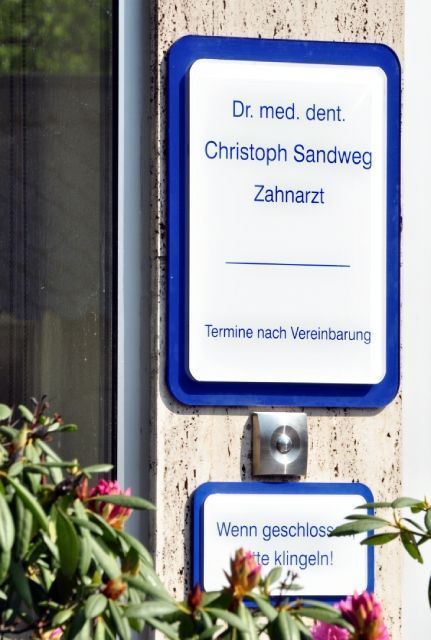 Dr. med. dent.
Christoph Sandweg
Zahnarzt
Termine nach Vereinbarung
Wenn
klingeln!